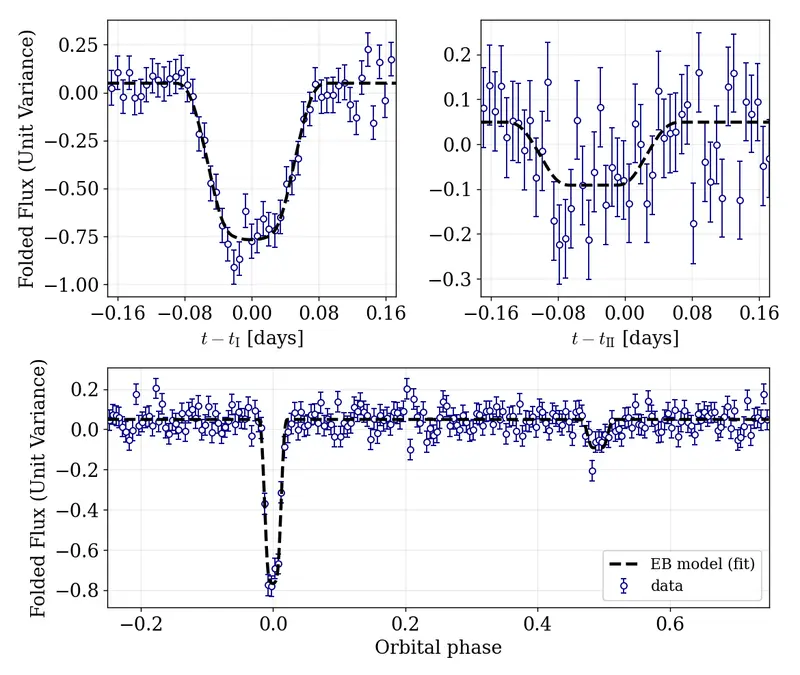 Folded Flux (Unit Variance)
0.25
0.00
−0.25
−0.50
−0.75
−1.00
−0.16 −0.08 0.00 0.08 0.16
t − t_I [days]
0.2
0.1
0.0
−0.1
−0.2
−0.3
−0.16 −0.08 0.00 0.08 0.16
t − t_II [days]
Folded Flux (Unit Variance)
0.2
0.0
−0.2
−0.4
−0.6
−0.8
−0.2 0.0 0.2 0.4 0.6
Orbital phase
EB model (fit)
data